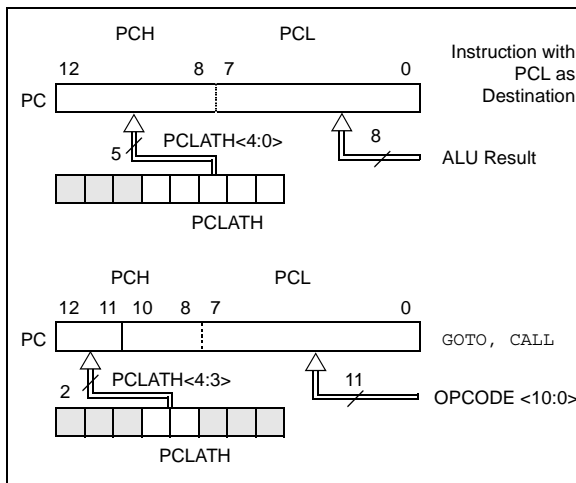 PCH PCL
12 8 7 0
Instruction with
PCL as
Destination
PC
5 PCLATH<4:0> 8
ALU Result
PCLATH
PCH PCL
12 11 10 8 7 0
PC GOTO, CALL
2 PCLATH<4:3> 11
OPCODE <10:0>
PCLATH